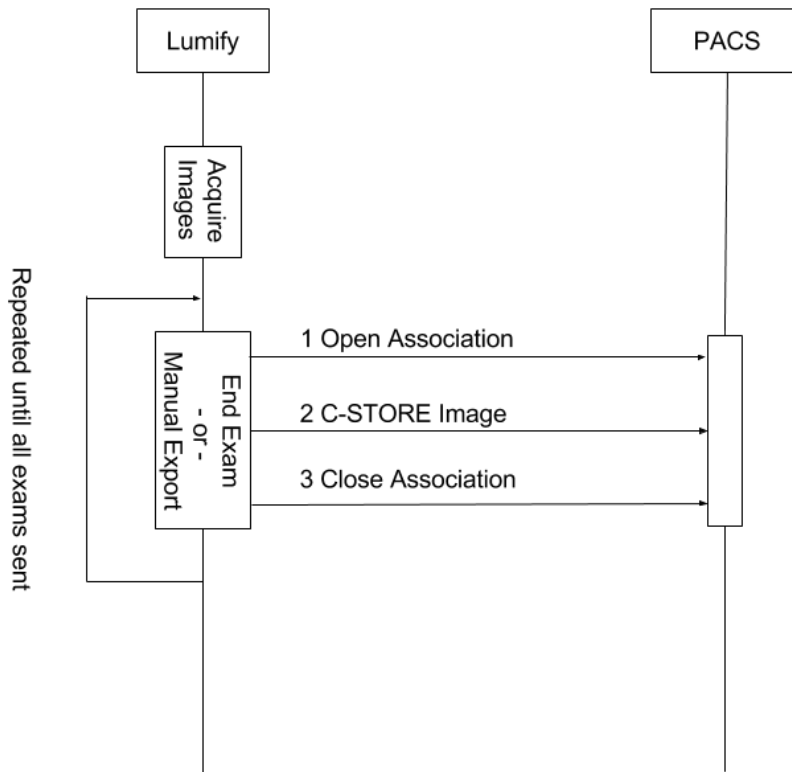 Lumify
PACS
Acquire
Images
Repeated until all exams sent
End Exam
- or -
Manual Export
1 Open Association
2 C-STORE Image
3 Close Association